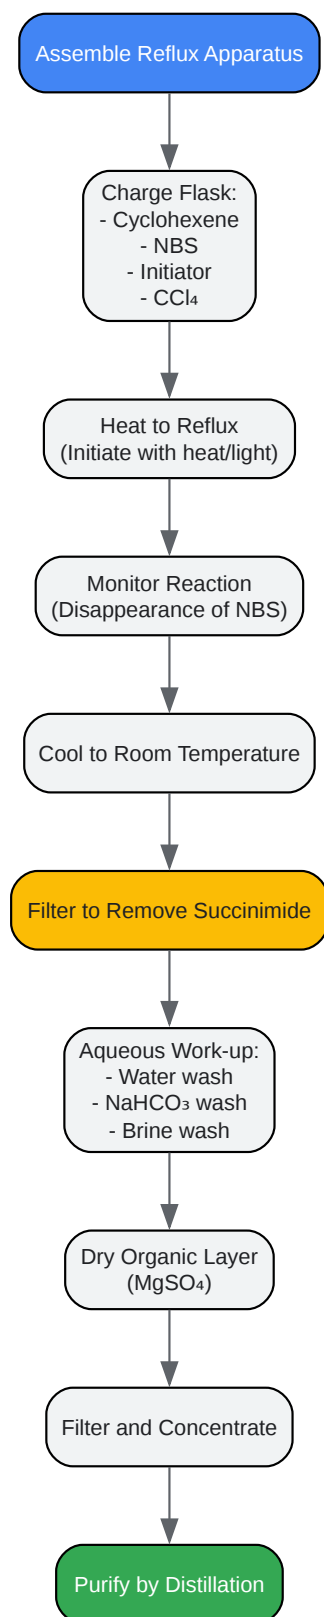 Assemble Reflux Apparatus
Charge Flask:
- Cyclohexene
- NBS
- Initiator
- CCl₄
Heat to Reflux
(Initiate with heat/light)
Monitor Reaction
(Disappearance of NBS)
Cool to Room Temperature
Filter to Remove Succinimide
Aqueous Work-up:
- Water wash
- NaHCO₃ wash
- Brine wash
Dry Organic Layer
(MgSO₄)
Filter and Concentrate
Purify by Distillation